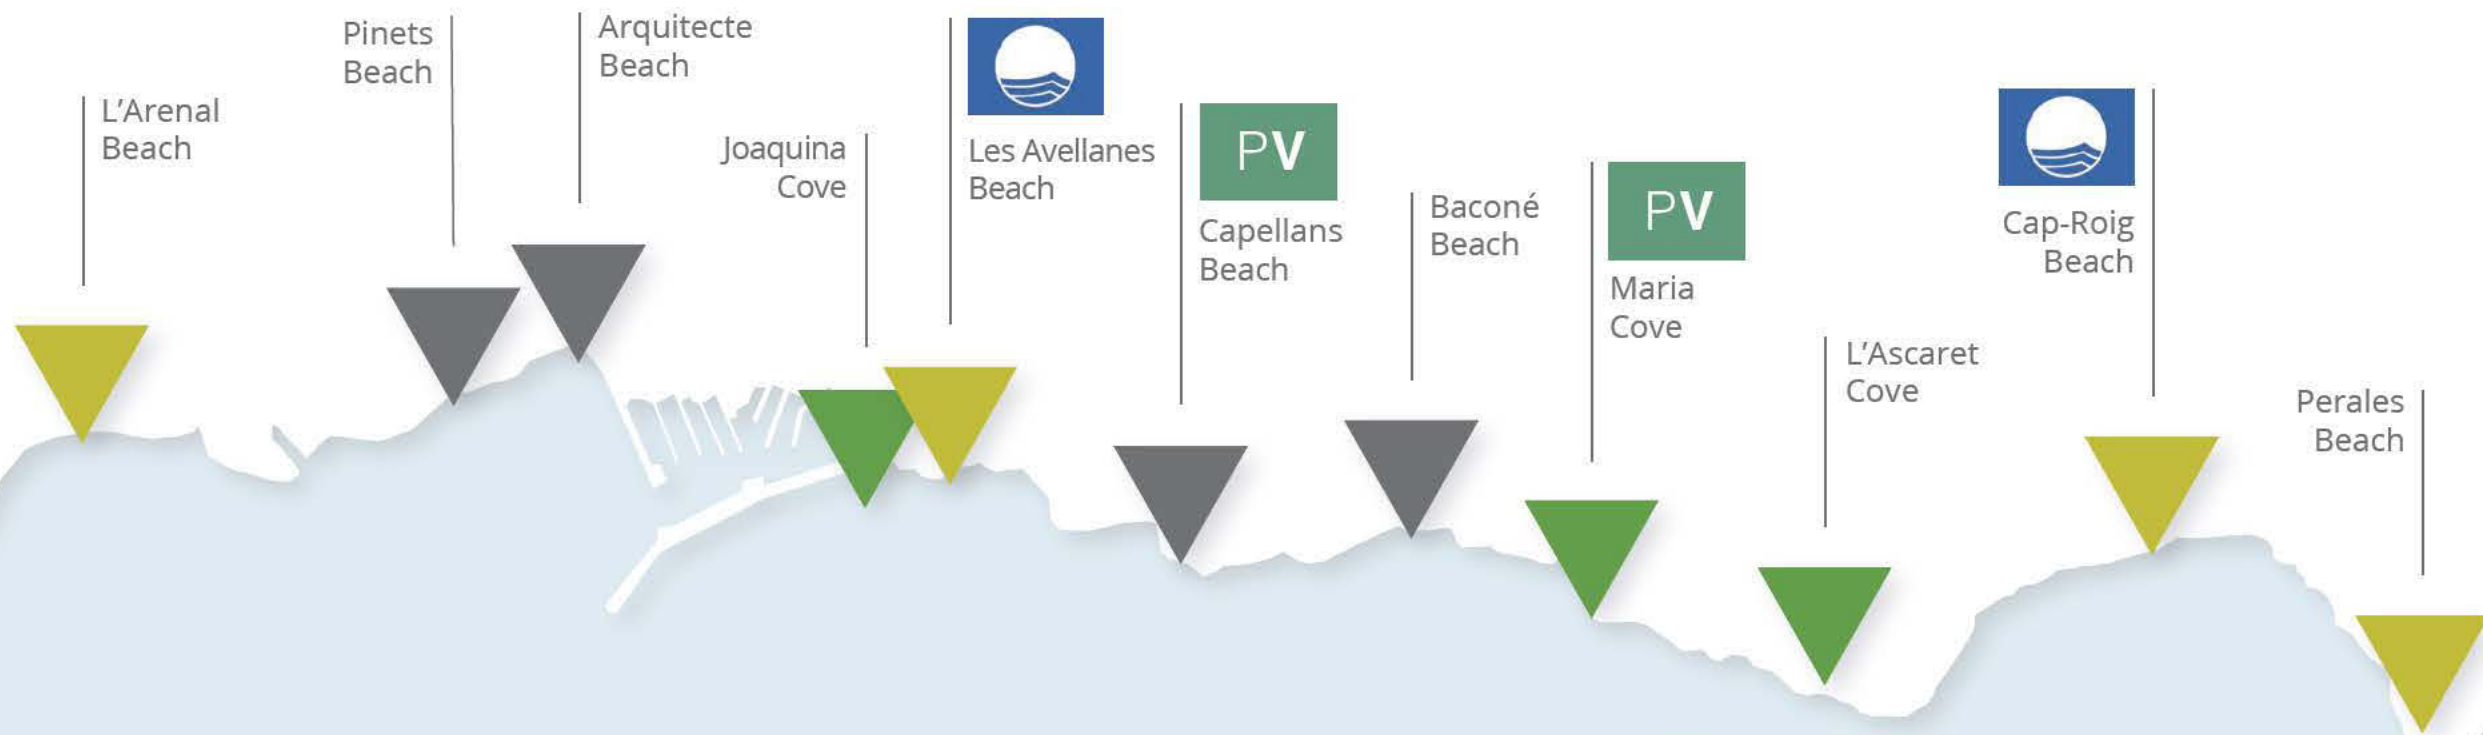 L'Arenal
Beach
Pinets
Beach
Arquitecte
Beach
Joaquina
Cove
Les Avellanes
Beach
PV
Capellans
Beach
Baconé
Beach
PV
Maria
Cove
L'Ascaret
Cove
Cap-Roig
Beach
Perales
Beach